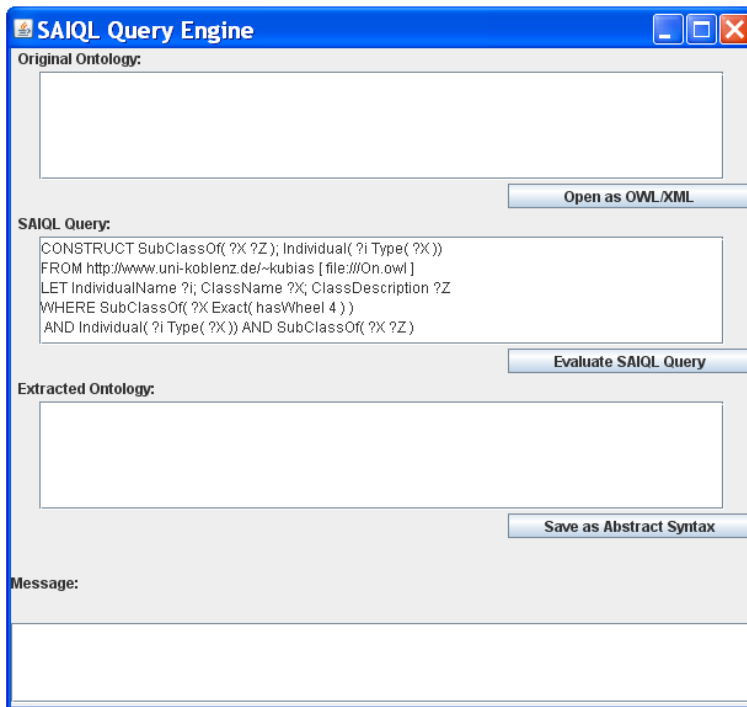 SAIQL Query Engine
Original Ontology:
Open as OWL/XML
SAIQL Query:
CONSTRUCT SubClassOf( ?X ?Z ); Individual( ?i Type( ?X ))
FROM http://www.uni-koblenz.de/~kubias [ file:///On.owl ]
LET IndividualName ?i; ClassName ?X; ClassDescription ?Z
WHERE SubClassOf( ?X Exact( hasWheel 4 ) )
AND Individual( ?i Type( ?X )) AND SubClassOf( ?X ?Z )
Evaluate SAIQL Query
Extracted Ontology:
Save as Abstract Syntax
Message: